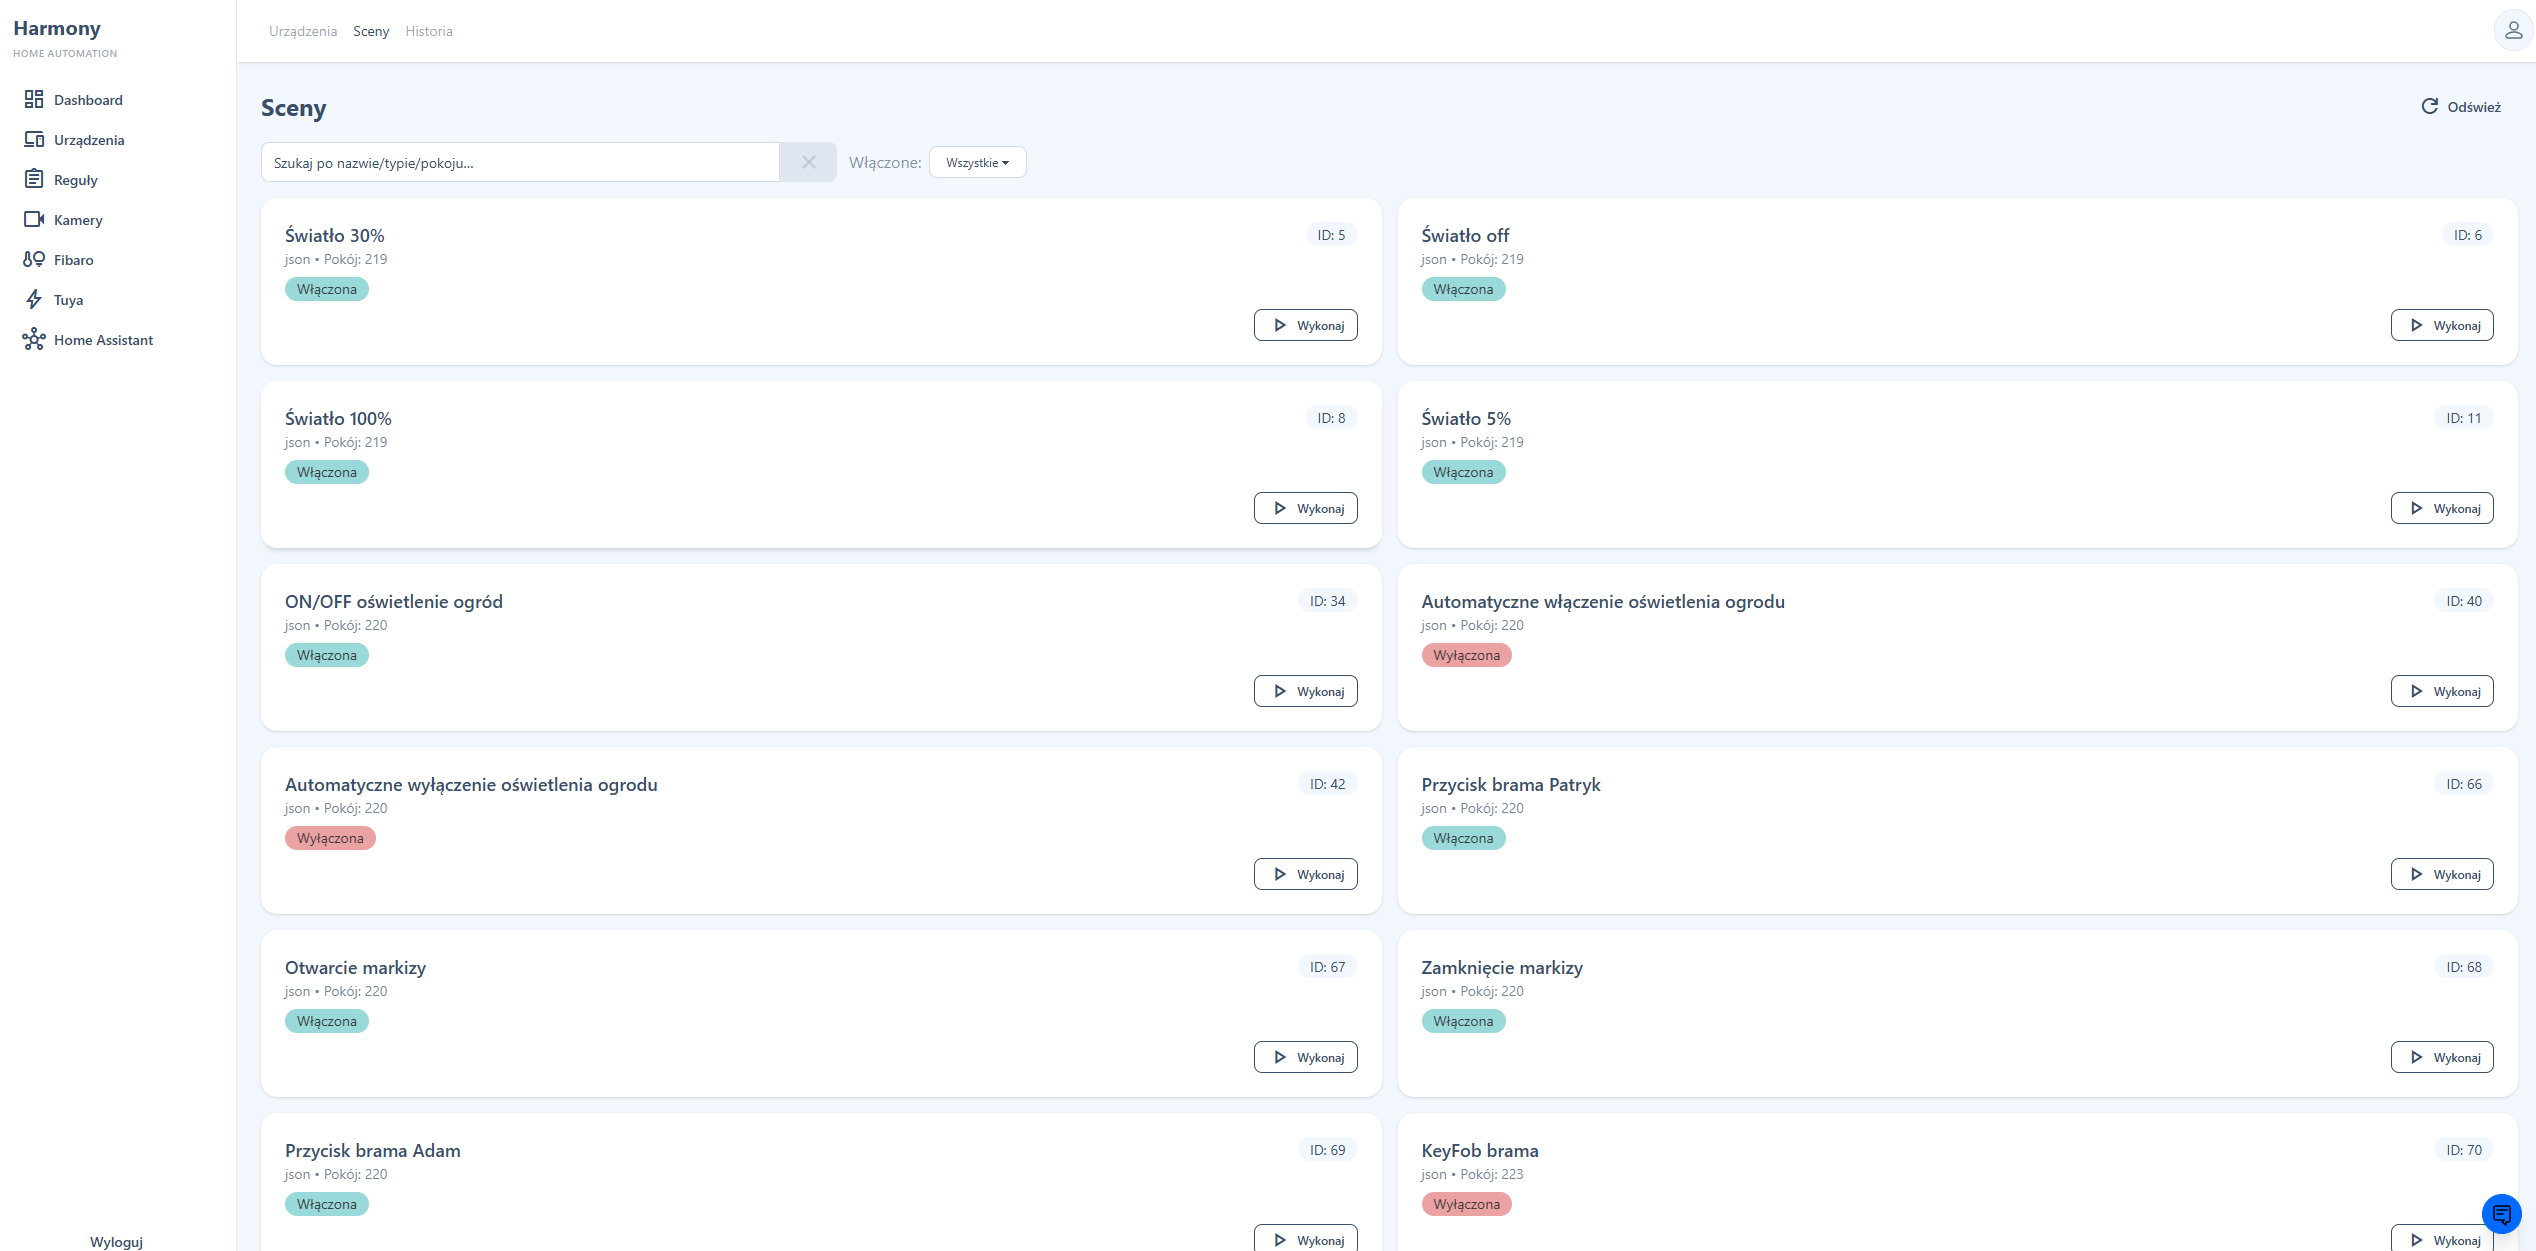 Harmony
HOME AUTOMATION
Dashboard
Urządzenia
Reguły
Kamery
Fibaro
Tuya
Home Assistant
Wyloguj
Urządzenia Sceny Historia
Sceny
Odśwież
Szukaj po nazwie/typie/pokoju...
Włączone: Wszystkie
Światło 30%
ID: 5
json • Pokój: 219
Włączona
Wykonaj
Światło off
ID: 6
json • Pokój: 219
Włączona
Wykonaj
Światło 100%
ID: 8
json • Pokój: 219
Włączona
Wykonaj
Światło 5%
ID: 11
json • Pokój: 219
Włączona
Wykonaj
ON/OFF oświetlenie ogród
ID: 34
json • Pokój: 220
Włączona
Wykonaj
Automatyczne włączenie oświetlenia ogrodu
ID: 40
json • Pokój: 220
Wyłączona
Wykonaj
Automatyczne wyłączenie oświetlenia ogrodu
ID: 42
json • Pokój: 220
Wyłączona
Wykonaj
Przycisk brama Patryk
ID: 66
json • Pokój: 220
Włączona
Wykonaj
Otwarcie markizy
ID: 67
json • Pokój: 220
Włączona
Wykonaj
Zamknięcie markizy
ID: 68
json • Pokój: 220
Włączona
Wykonaj
Przycisk brama Adam
ID: 69
json • Pokój: 220
Włączona
Wykonaj
KeyFob brama
ID: 70
json • Pokój: 223
Wyłączona
Wykonaj